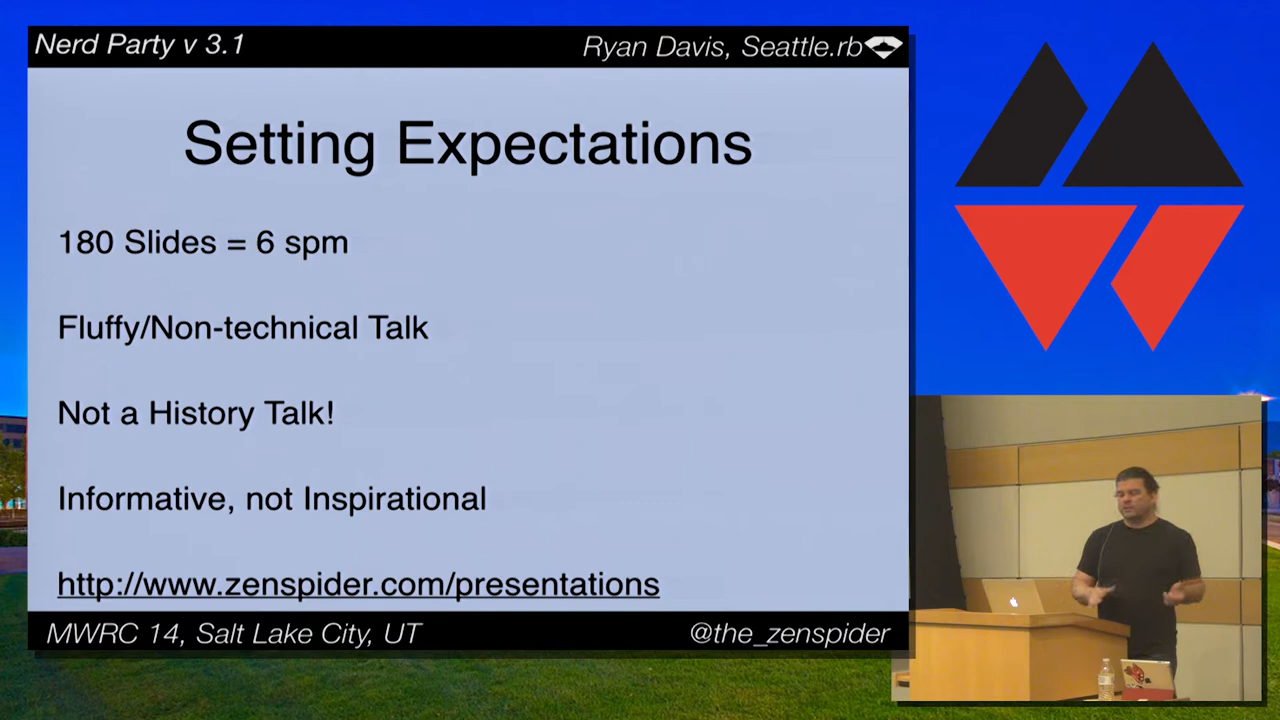 Nerd Party v 3.1
Ryan Davis, Seattle.rb
Setting Expectations
180 Slides = 6 spm
Fluffy/Non-technical Talk
Not a History Talk!
Informative, not Inspirational
http://www.zenspider.com/presentations
MWRC 14, Salt Lake City, UT
@the_zenspider